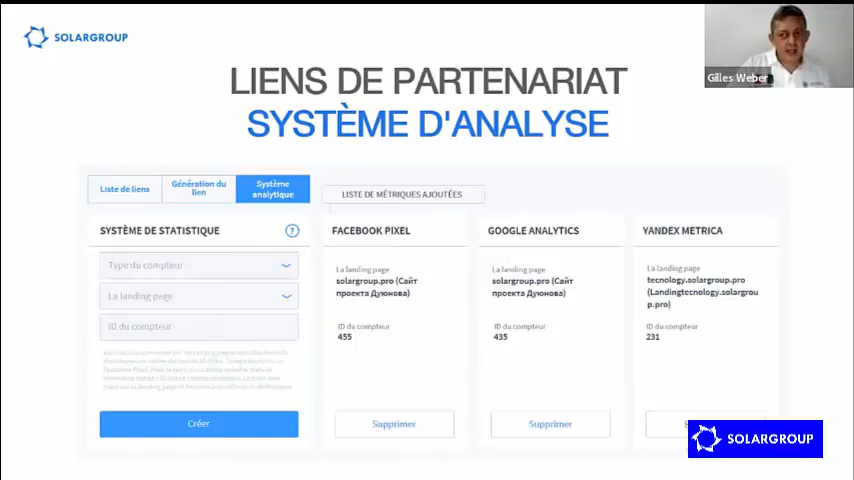 SOLARGROUP
Gilles Weber
LIENS DE PARTENARIAT
SYSTÈME D'ANALYSE
Liste de liens
Génération du
lien
Système
analytique
LISTE DE MÉTRIQUES AJOUTÉES
SYSTÈME DE STATISTIQUE
?
Type du compteur
La landing page
ID du compteur
Créer
FACEBOOK PIXEL
La landing page
solargroup.pro (Сайт
проекта Дуюнова)
ID du compteur
455
Supprimer
GOOGLE ANALYTICS
La landing page
solargroup.pro (Сайт
проекта Дуюнова)
ID du compteur
435
Supprimer
YANDEX METRICA
La landing page
tecnology.solargroup.pro
(Landingtecnology.solargrou
p.pro)
ID du compteur
231
SOLARGROUP